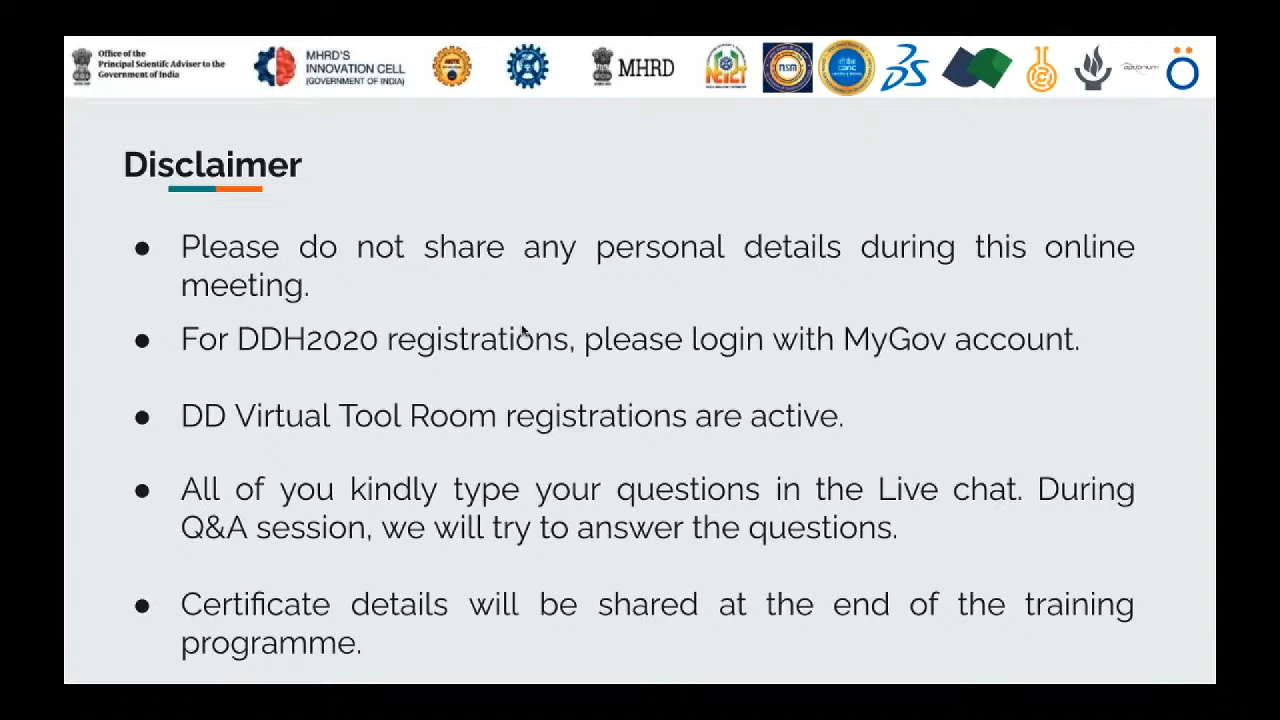 Office of the
Principal Scientific Adviser to the
Government of India
MHRD'S
INNOVATION CELL
(GOVERNMENT OF INDIA)
MHRD
nsm
Disclaimer
● Please do not share any personal details during this online
meeting.
● For DDH2020 registrations, please login with MyGov account.
● DD Virtual Tool Room registrations are active.
● All of you kindly type your questions in the Live chat. During
Q&A session, we will try to answer the questions.
● Certificate details will be shared at the end of the training
programme.